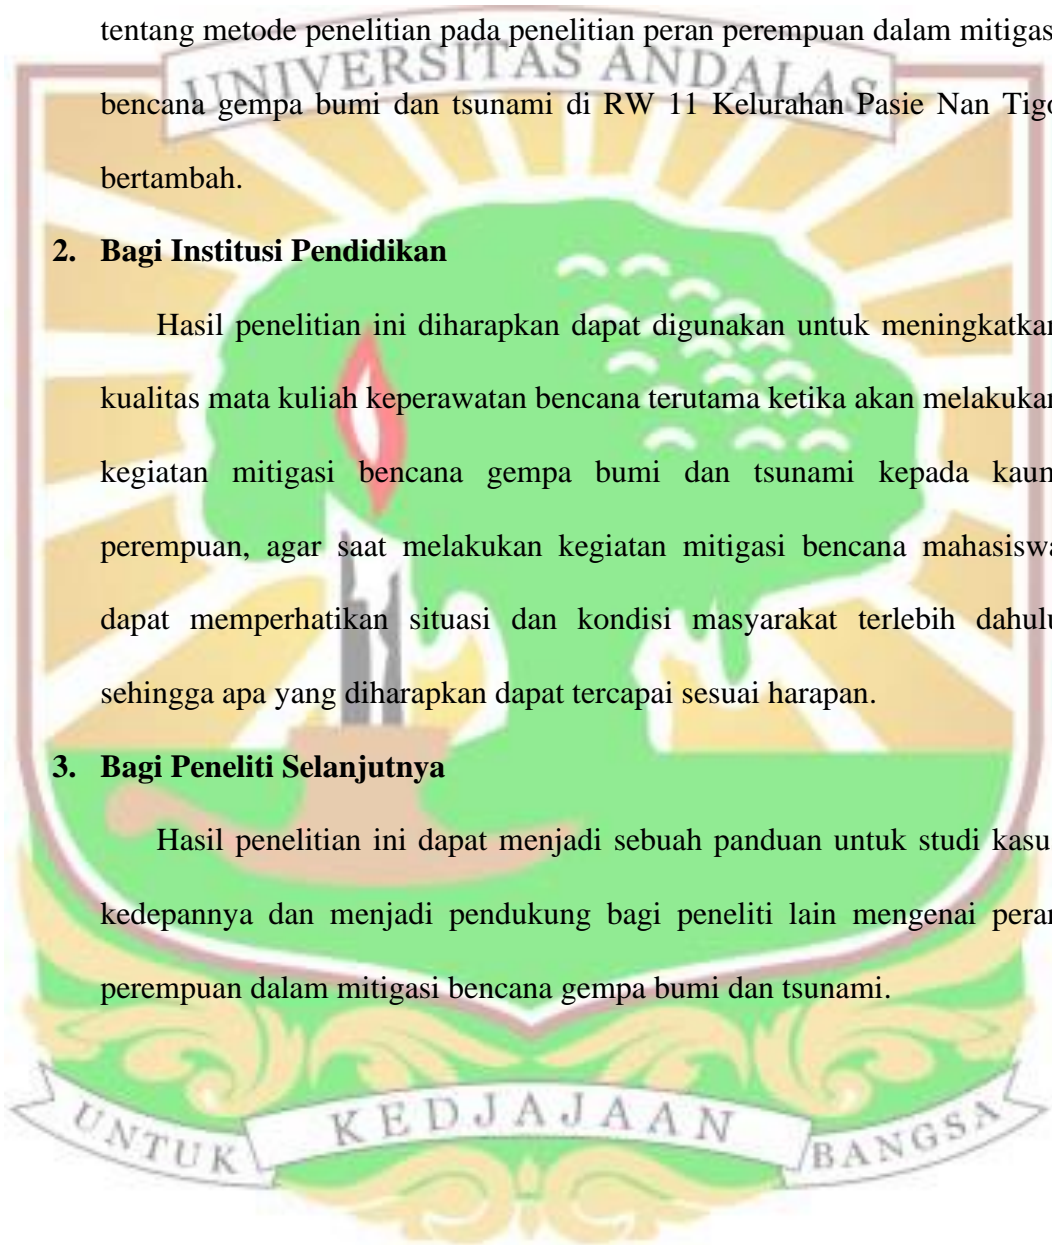 tentang metode penelitian pada penelitian peran perempuan dalam mitigas
UNIVERSITAS ANDALAS
bencana gempa bumi dan tsunami di RW 11 Kelurahan Pasie Nan Tigo
bertambah.
2. Bagi Institusi Pendidikan
Hasil penelitian ini diharapkan dapat digunakan untuk meningkatkan
kualitas mata kuliah keperawatan bencana terutama ketika akan melakukan
kegiatan mitigasi bencana gempa bumi dan tsunami kepada kaum
perempuan, agar saat melakukan kegiatan mitigasi bencana mahasiswa
dapat memperhatikan situasi dan kondisi masyarakat terlebih dahulu
sehingga apa yang diharapkan dapat tercapai sesuai harapan.
3. Bagi Peneliti Selanjutnya
Hasil penelitian ini dapat menjadi sebuah panduan untuk studi kasu
kedepannya dan menjadi pendukung bagi peneliti lain mengenai peran
perempuan dalam mitigasi bencana gempa bumi dan tsunami.
UNTUK KEDJAJAAN BANGSA